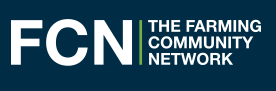 FCN
THE FARMING
COMMUNITY
NETWORK